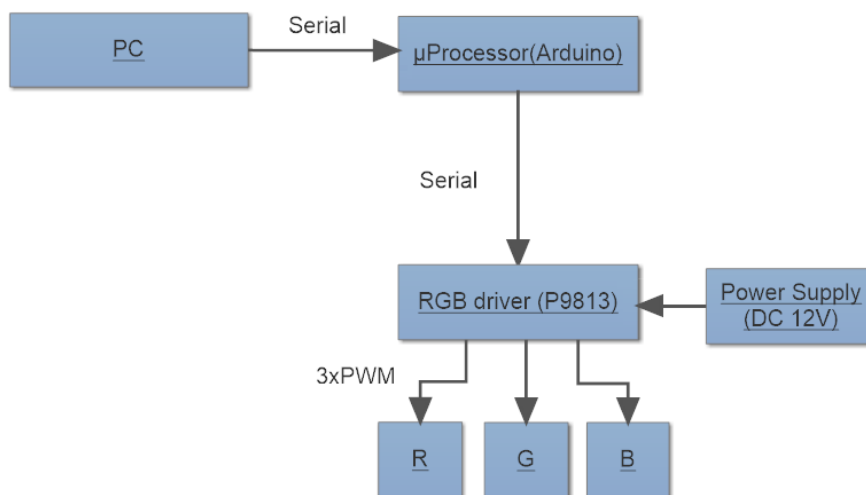 Serial
PC
µProcessor(Arduino)
Serial
RGB driver (P9813)
Power Supply
(DC 12V)
3xPWM
R
G
B